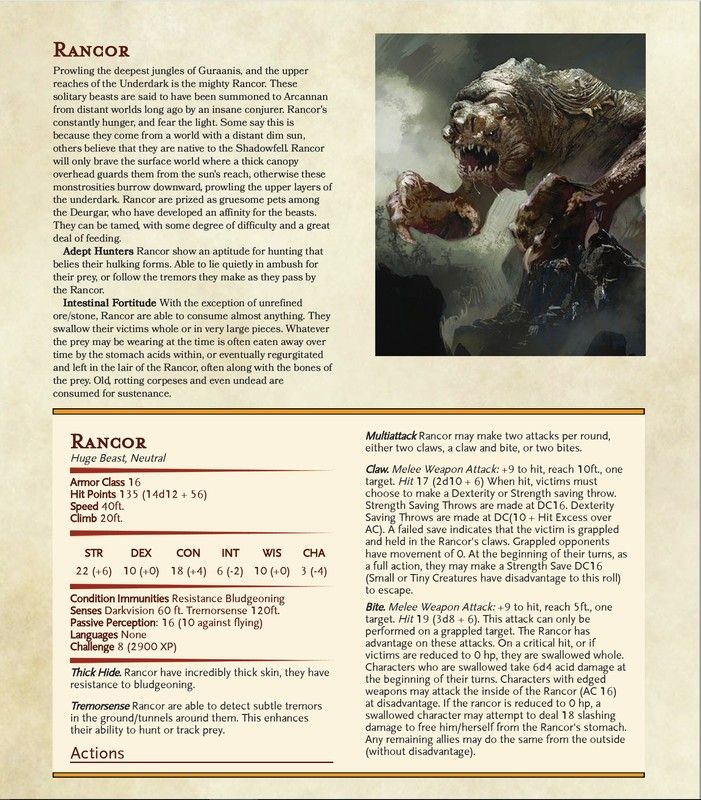 Rancor
Prowling the deepest jungles of Guraanis, and the upper
reaches of the Underdark is the mighty Rancor. These
solitary beasts are said to have been summoned to Arcannan
from distant worlds long ago by an insane conjurer. Rancor's
constantly hunger, and fear the light. Some say this is
because they come from a world with a distant dim sun,
others believe that they are native to the Shadowfell. Rancor
will only brave the surface world where a thick canopy
overhead guards them from the sun's reach, otherwise these
monstrosities burrow downward, prowling the upper layers of
the underdark. Rancor are prized as gruesome pets among
the Deurgar, who have developed an affinity for the beasts.
They can be tamed, with some degree of difficulty and a great
deal of feeding.
Adept Hunters Rancor show an aptitude for hunting that
belies their hulking forms. Able to lie quietly in ambush for
their prey, or follow the tremors they make as they pass by
the Rancor.
Intestinal Fortitude With the exception of unrefined
ore/stone, Rancor are able to consume almost anything. They
swallow their victims whole or in very large pieces. Whatever
the prey may be wearing at the time is often eaten away over
time by the stomach acids within, or eventually regurgitated
and left in the lair of the Rancor, often along with the bones of
the prey. Old, rotting corpeses and even undead are
consumed for sustenance.
Rancor
Huge Beast, Neutral
Armor Class 16
Hit Points 135 (14d12 + 56)
Speed 40ft.
Climb 20ft.
STR DEX CON INT WIS CHA
22 (+6) 10 (+0) 18 (+4) 6 (-2) 10 (+0) 3 (-4)
Condition Immunities Resistance Bludgeoning
Senses Darkvision 60 ft. Tremorsense 120ft.
Passive Perception: 16 (10 against flying)
Languages None
Challenge 8 (2900 XP)
Thick Hide. Rancor have incredibly thick skin, they have
resistance to bludgeoning.
Tremorsense Rancor are able to detect subtle tremors
in the ground/tunnels around them. This enhances
their ability to hunt or track prey.
Actions
Multiattack Rancor may make two attacks per round,
either two claws, a claw and bite, or two bites.
Claw. Melee Weapon Attack: +9 to hit, reach 10ft., one
target. Hit 17 (2d10 + 6) When hit, victims must
choose to make a Dexterity or Strength saving throw.
Strength Saving Throws are made at DC16. Dexterity
Saving Throws are made at DC(10 + Hit Excess over
AC). A failed save indicates that the victim is grappled
and held in the Rancor's claws. Grappled opponents
have movement of 0. At the beginning of their turns, as
a full action, they may make a Strength Save DC16
(Small or Tiny Creatures have disadvantage to this roll)
to escape.
Bite. Melee Weapon Attack: +9 to hit, reach 5ft., one
target. Hit 19 (3d8 + 6). This attack can only be
performed on a grappled target. The Rancor has
advantage on these attacks. On a critical hit, or if
victims are reduced to 0 hp, they are swallowed whole.
Characters who are swallowed take 6d4 acid damage at
the beginning of their turns. Characters with edged
weapons may attack the inside of the Rancor (AC 16)
at disadvantage. If the rancor is reduced to 0 hp, a
swallowed character may attempt to deal 18 slashing
damage to free him/herself from the Rancor's stomach.
Any remaining allies may do the same from the outside
(without disadvantage).